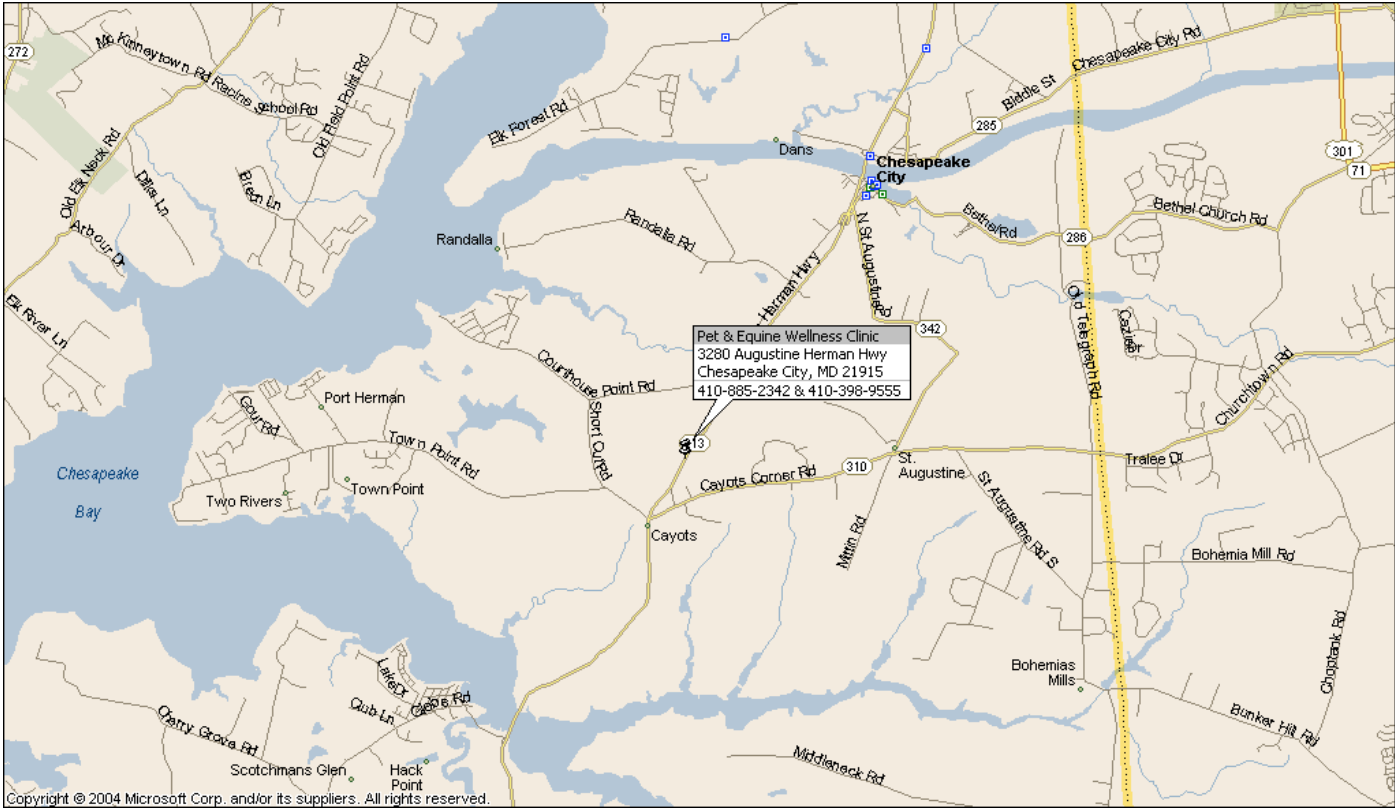 272
Mc Kinneytown Rd Racine School Rd
Old Field Point Rd
Elk Forest Rd
Biddle St
Chesapeake City Rd
285
301
71
Dans
Chesapeake
City
Old Elk Neck Rd
Dilks Ln
Breen Ln
Arbour Dr
Randalla
Randalla Rd
Bethel Rd
Bethel Church Rd
286
N St Augustine Rd
Herman Hwy
342
Old Telegraph Rd
Elk River Ln
Pet & Equine Wellness Clinic
3280 Augustine Herman Hwy
Chesapeake City, MD 21915
410-885-2342 & 410-398-9555
Churchtown Rd
Courthouse Point Rd
Short Cut Rd
Port Herman
Gour Rd
Town Point Rd
213
Chesapeake
Bay
Two Rivers
Town Point
Cayots Corner Rd
310
St.
Augustine
Tralee Dr
Cayots
Mittin Rd
St Augustine Rd S
Bohemia Mill Rd
Choptank Rd
Bohemias
Mills
Lake Dr
Club Ln
Glebe Rd
Cherry Grove Rd
Bunker Hill Rd
Scotchmans Glen
Hack
Point
Middleneck Rd
Copyright © 2004 Microsoft Corp. and/or its suppliers. All rights reserved.